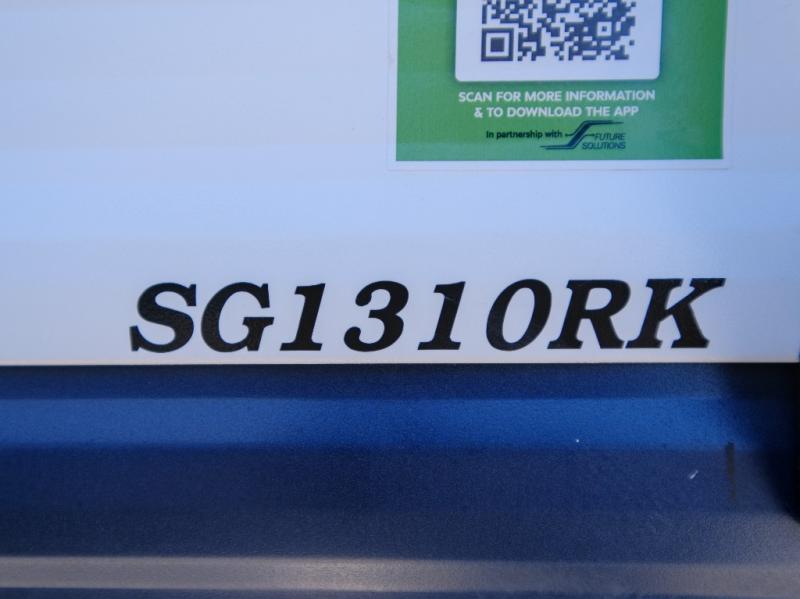 SCAN FOR MORE INFORMATION
& TO DOWNLOAD THE APP
In partnership with FUTURE
SOLUTIONS
SG1310RK